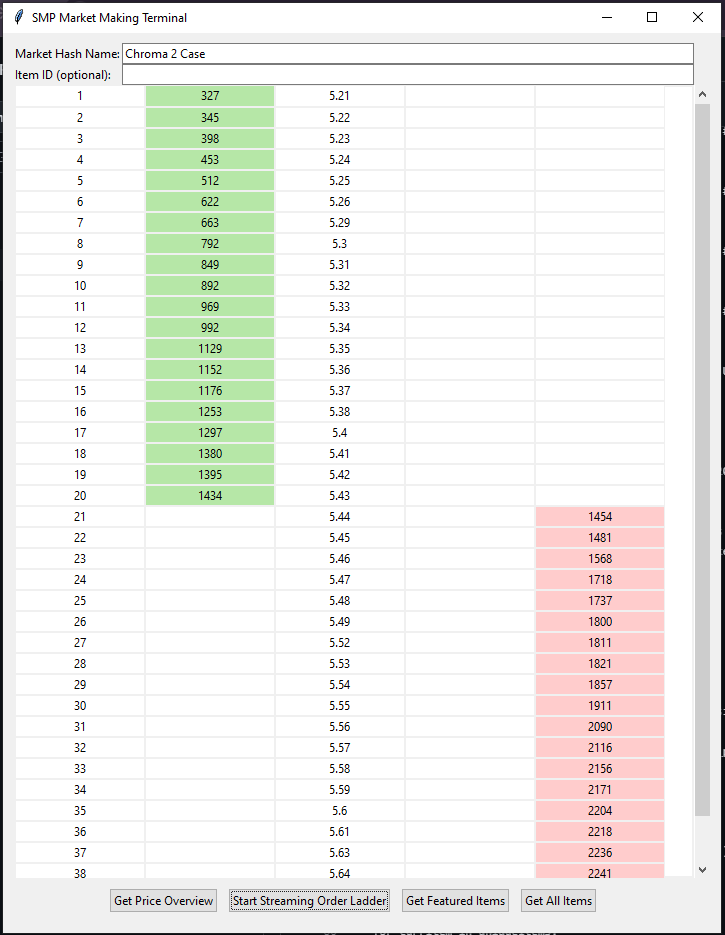 SMP Market Making Terminal
Market Hash Name: Chroma 2 Case
Item ID (optional):
1 327 5.21
2 345 5.22
3 398 5.23
4 453 5.24
5 512 5.25
6 622 5.26
7 663 5.29
8 792 5.3
9 849 5.31
10 892 5.32
11 969 5.33
12 992 5.34
13 1129 5.35
14 1152 5.36
15 1176 5.37
16 1253 5.38
17 1297 5.4
18 1380 5.41
19 1395 5.42
20 1434 5.43
21 5.44 1454
22 5.45 1481
23 5.46 1568
24 5.47 1718
25 5.48 1737
26 5.49 1800
27 5.52 1811
28 5.53 1821
29 5.54 1857
30 5.55 1911
31 5.56 2090
32 5.57 2116
33 5.58 2156
34 5.59 2171
35 5.6 2204
36 5.61 2218
37 5.63 2236
38 5.64 2241
Get Price Overview Start Streaming Order Ladder Get Featured Items Get All Items